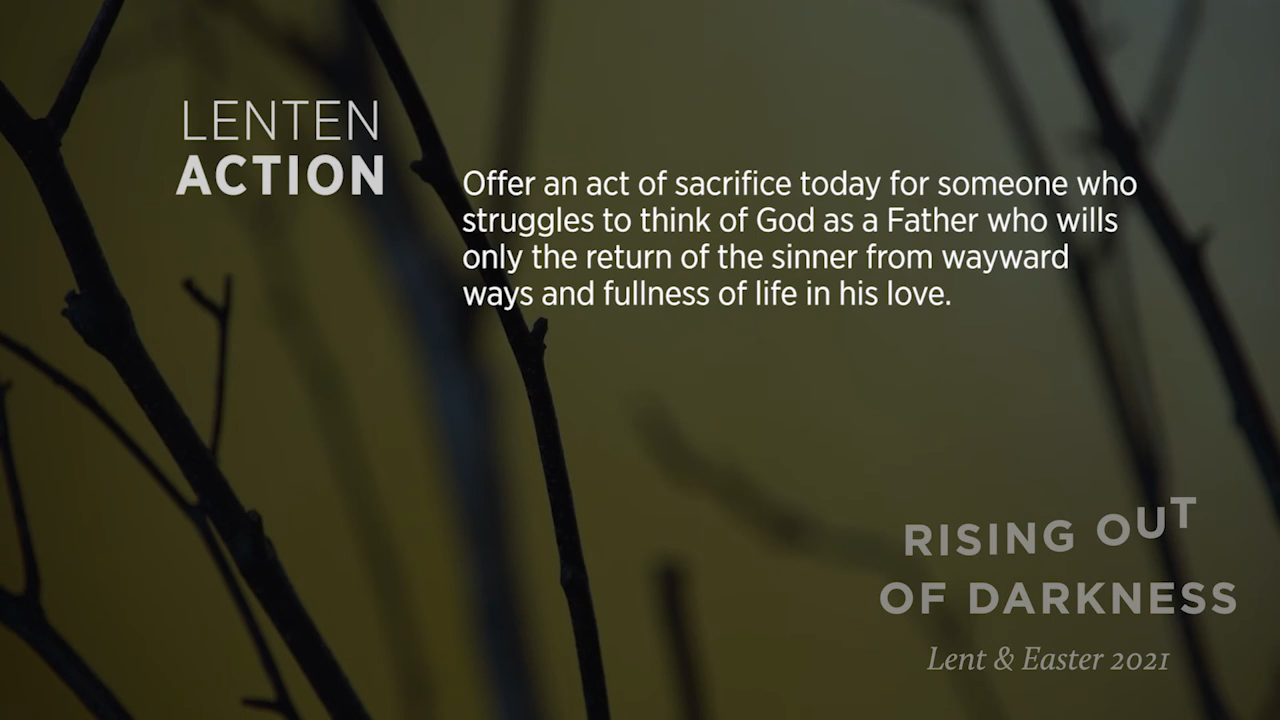 LENTEN
ACTION
Offer an act of sacrifice today for someone who
struggles to think of God as a Father who wills
only the return of the sinner from wayward
ways and fullness of life in his love.
RISING OUT
OF DARKNESS
Lent & Easter 2021